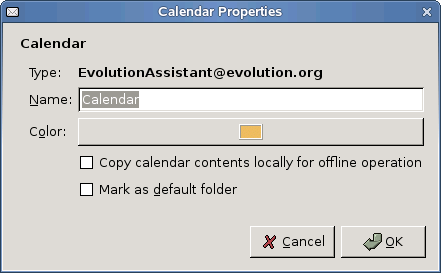 Calendar Properties
Calendar
Type: EvolutionAssistant@evolution.org
Name: Calendar
Color:
Copy calendar contents locally for offline operation
Mark as default folder
Cancel OK